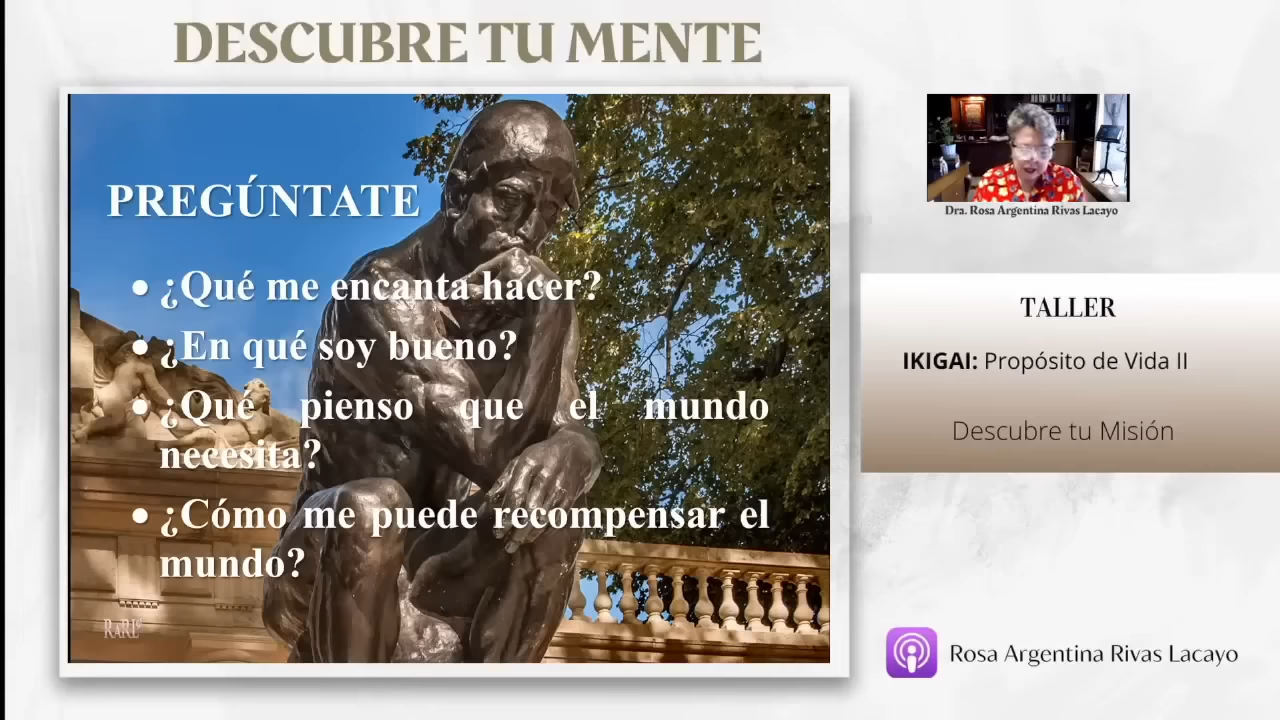 DESCUBRE TU MENTE
PREGÚNTATE
• ¿Qué me encanta hacer?
• ¿En qué soy bueno?
• ¿Qué pienso que el mundo
necesita?
• ¿Cómo me puede recompensar el
mundo?
RARL
Dra. Rosa Argentina Rivas Lacayo
TALLER
IKIGAI: Propósito de Vida II
Descubre tu Misión
Rosa Argentina Rivas Lacayo